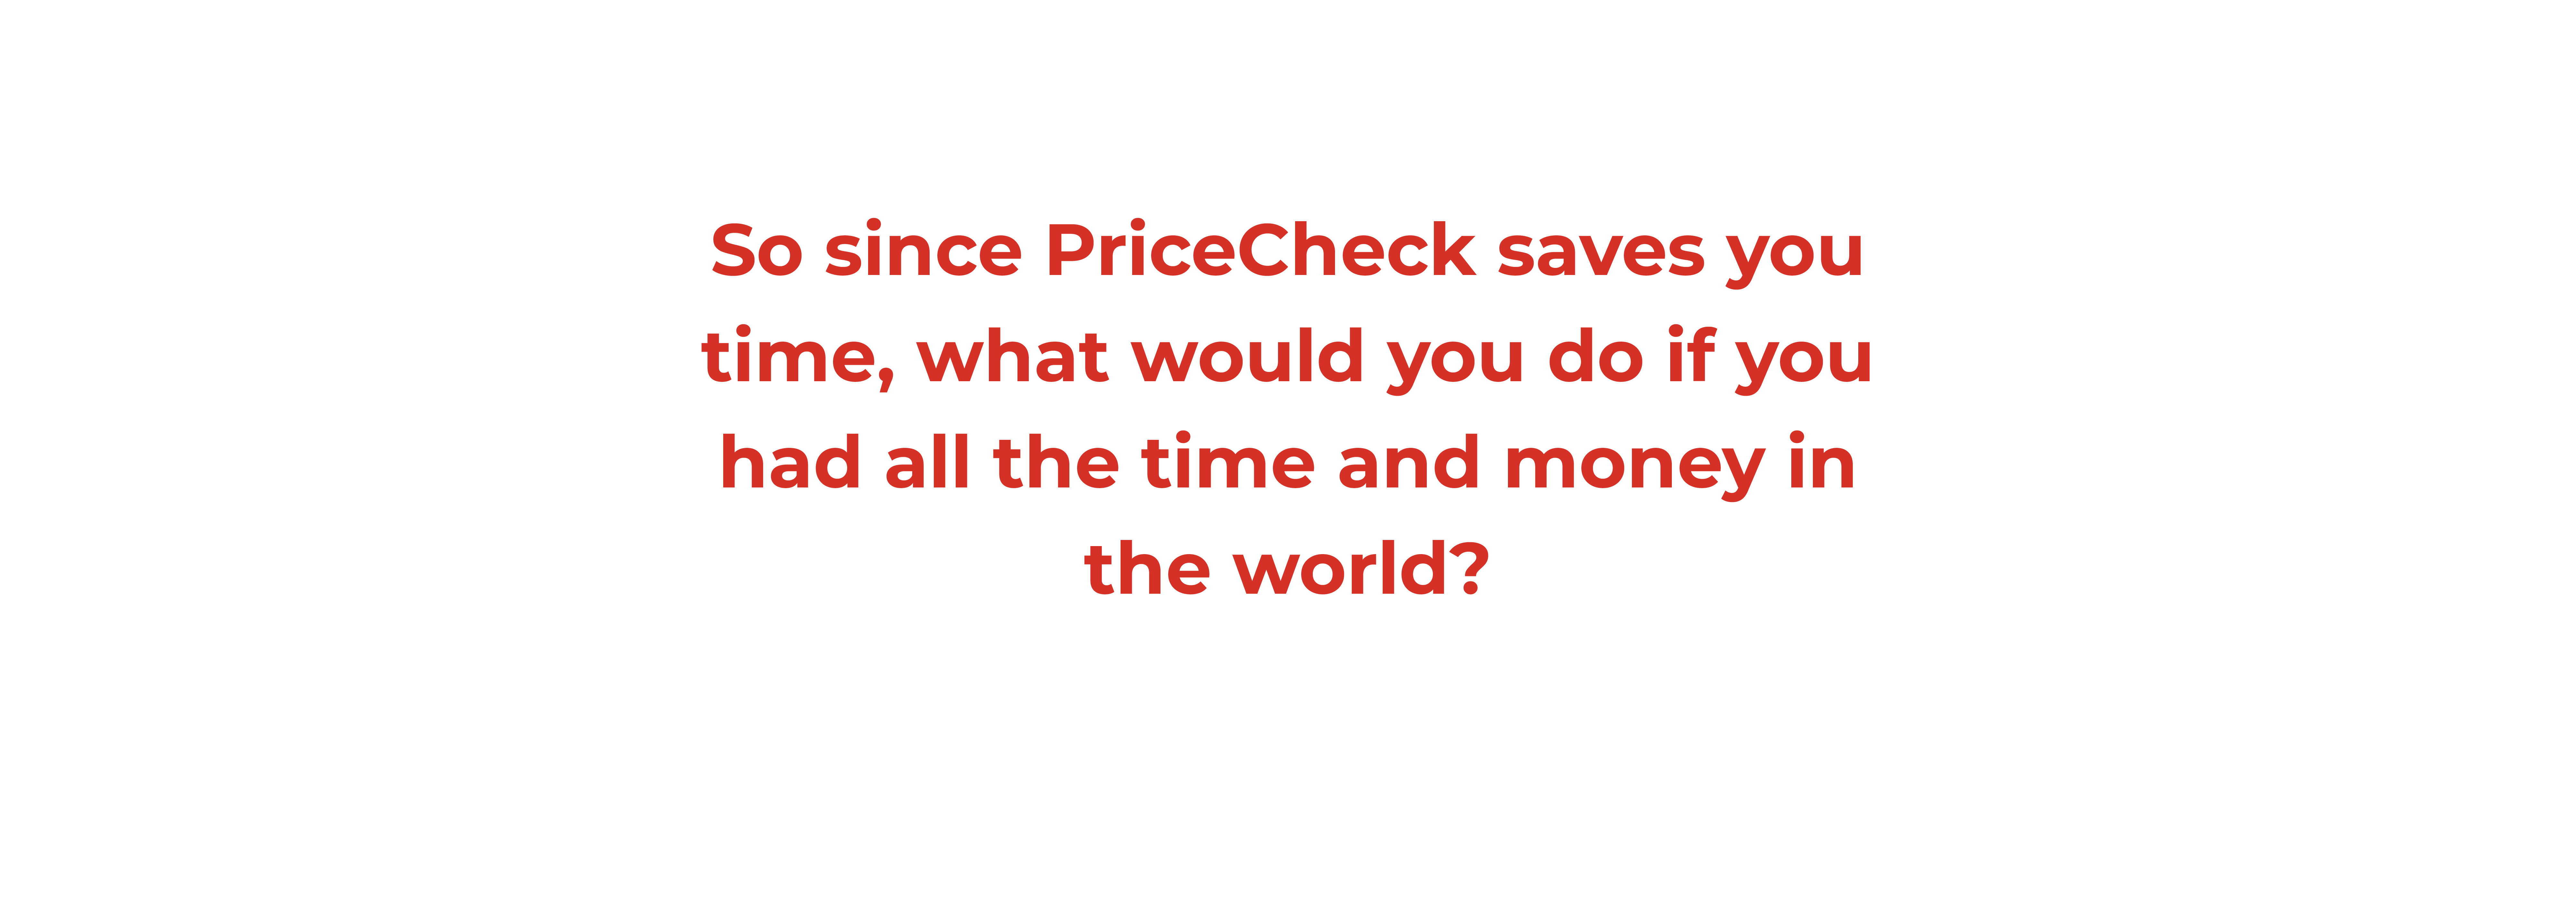 So since PriceCheck saves you
time, what would you do if you
had all the time and money in
the world?